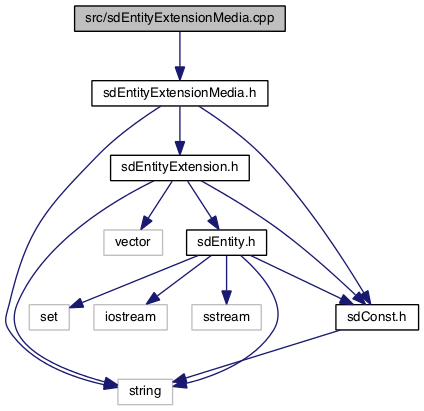 src/sdEntityExtensionMedia.cpp
sdEntityExtensionMedia.h
sdEntityExtension.h
vector
sdEntity.h
set
iostream
sstream
sdConst.h
string